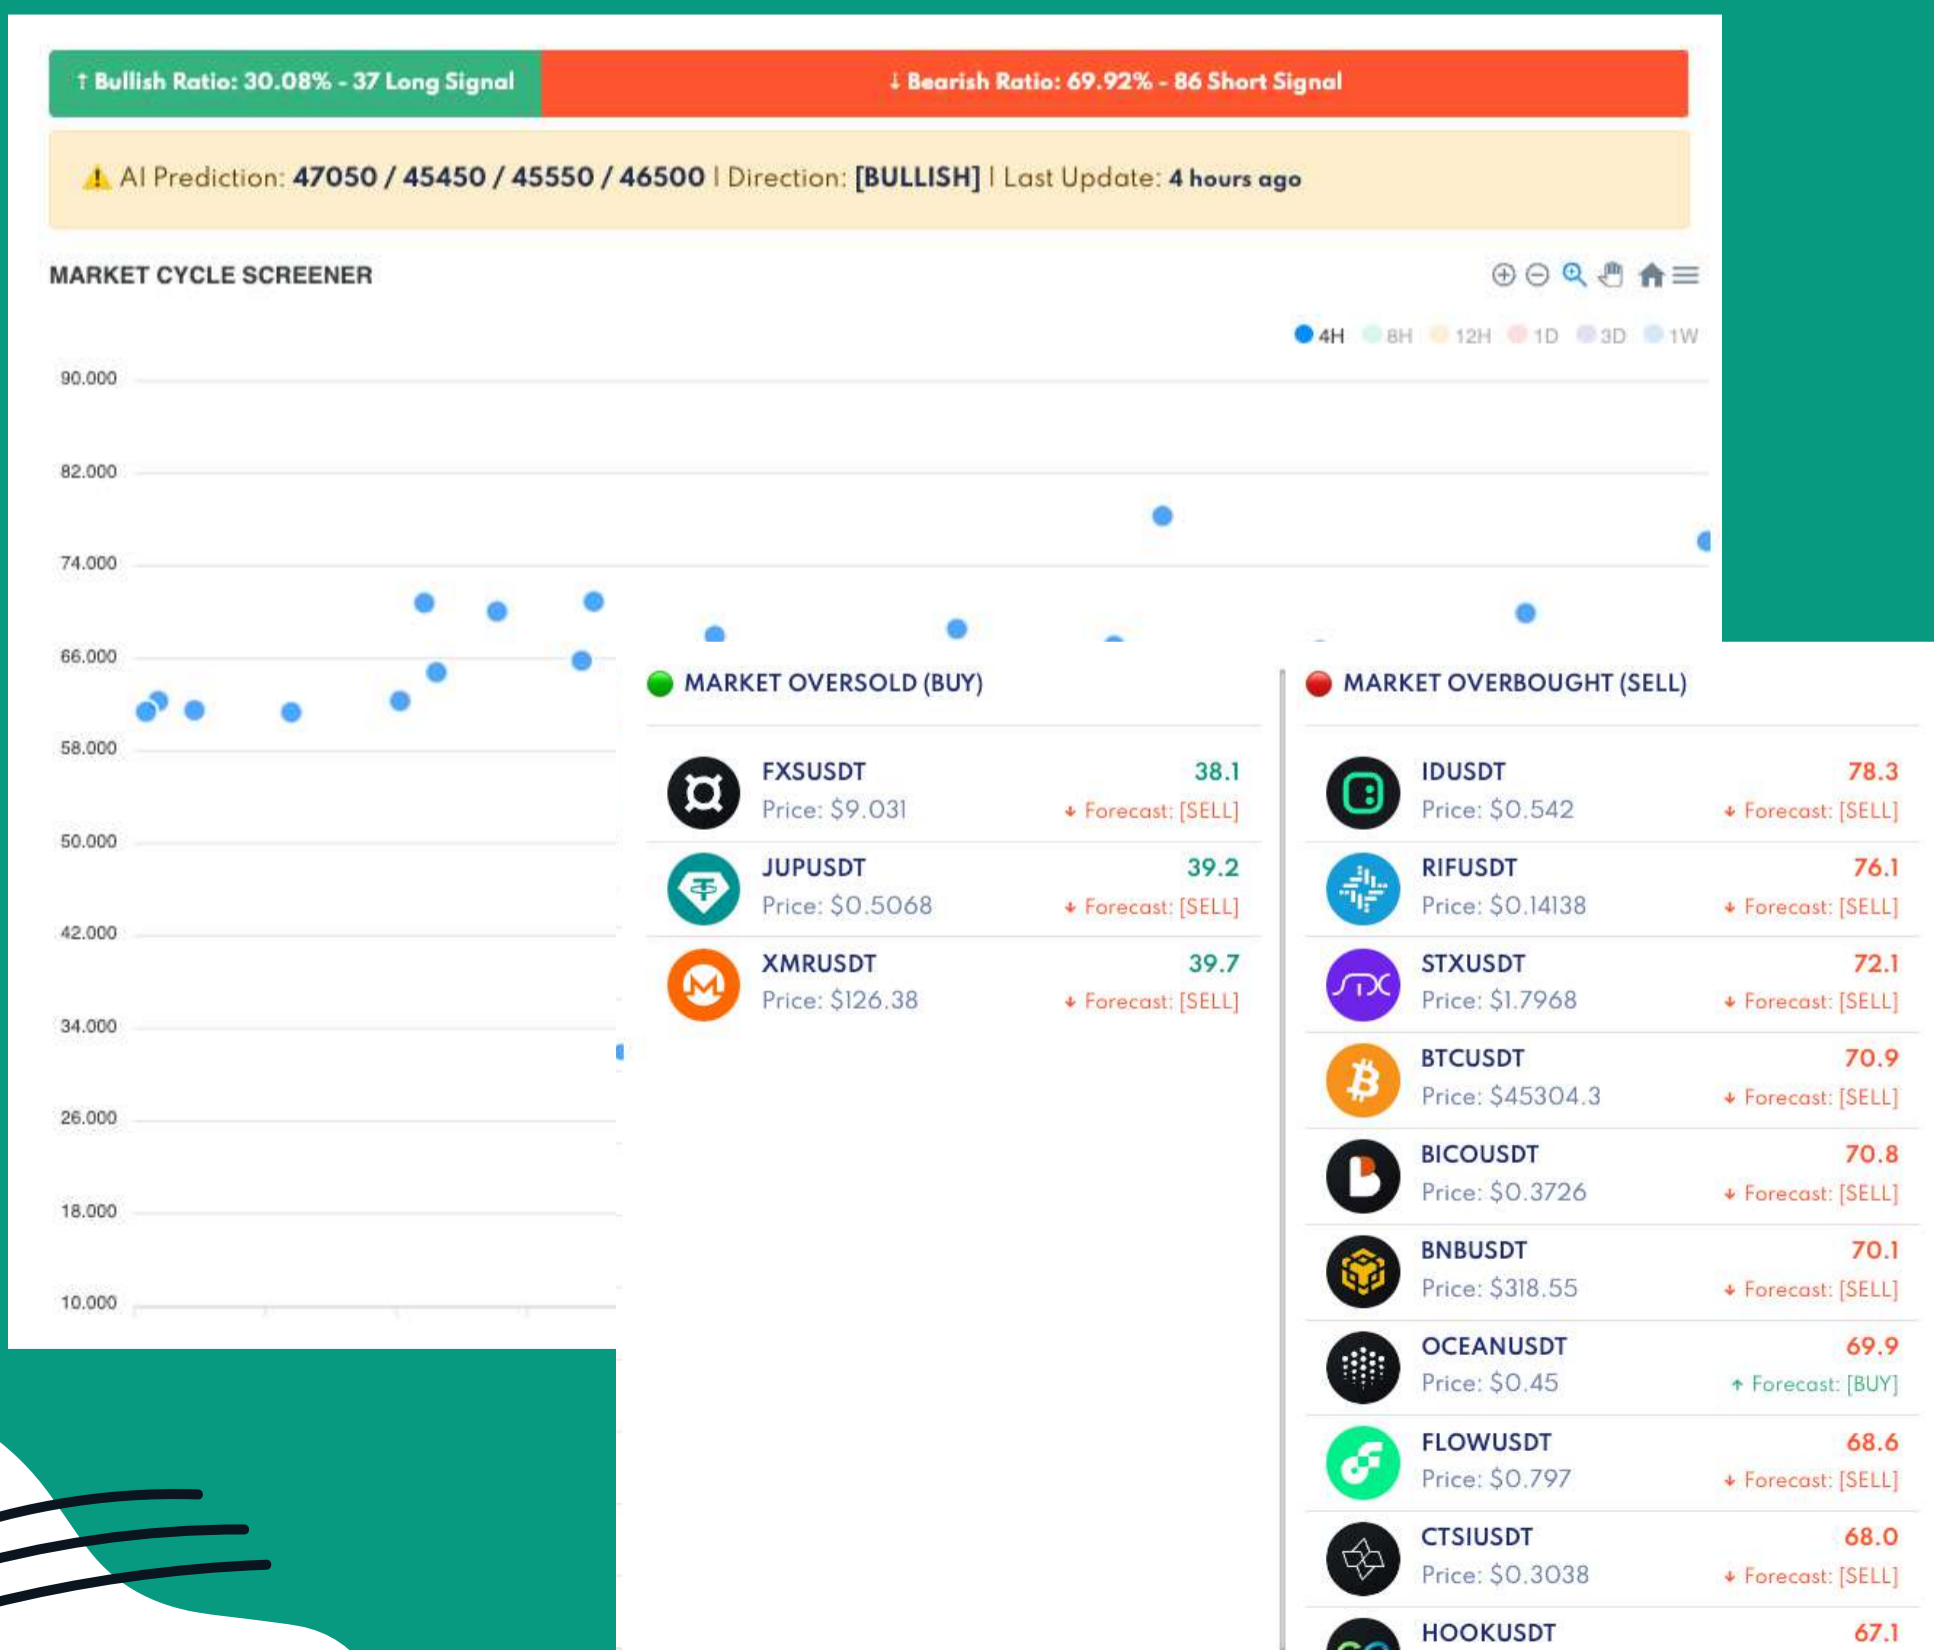 ↑ Bullish Ratio: 30.08% - 37 Long Signal
↓ Bearish Ratio: 69.92% - 86 Short Signal
⚠️ AI Prediction: 47050 / 45450 / 45550 / 46500 | Direction: [BULLISH] | Last Update: 4 hours ago
MARKET CYCLE SCREENER
4H 8H 12H 1D 3D 1W
90.000
82.000
74.000
66.000
58.000
50.000
42.000
34.000
26.000
18.000
10.000
MARKET OVERSOLD (BUY)
FXSUSDT 38.1
Price: $9.031 ↓ Forecast: [SELL]
JUPUSDT 39.2
Price: $0.5068 ↓ Forecast: [SELL]
XMRUSDT 39.7
Price: $126.38 ↓ Forecast: [SELL]
MARKET OVERBOUGHT (SELL)
IDUSDT 78.3
Price: $0.542 ↓ Forecast: [SELL]
RIFUSDT 76.1
Price: $0.14138 ↓ Forecast: [SELL]
STXUSDT 72.1
Price: $1.7968 ↓ Forecast: [SELL]
BTCUSDT 70.9
Price: $45304.3 ↓ Forecast: [SELL]
BICOUSDT 70.8
Price: $0.3726 ↓ Forecast: [SELL]
BNBUSDT 70.1
Price: $318.55 ↓ Forecast: [SELL]
OCEANUSDT 69.9
Price: $0.45 ↑ Forecast: [BUY]
FLOWUSDT 68.6
Price: $0.797 ↓ Forecast: [SELL]
CTSIUSDT 68.0
Price: $0.3038 ↓ Forecast: [SELL]
HOOKUSDT 67.1